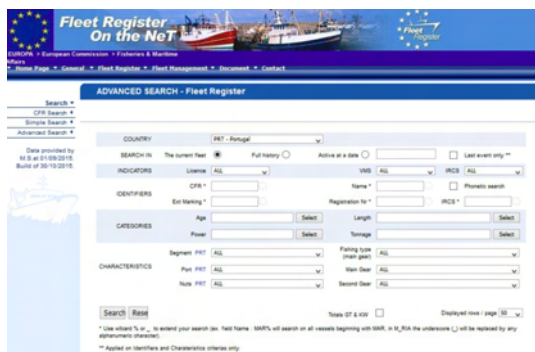 Fleet Register
On the NeT
Fleet
Register
EUROPA > European Commission > Fisheries & Maritime
Affairs
Home Page General Fleet Register Fleet Management Document Contact
ADVANCED SEARCH - Fleet Register
Search
CFR Search
Simple Search
Advanced Search
Data provided by
M.S.at 01/09/2015.
Build of 30/10/2015.
COUNTRY PRT - Portugal
SEARCH IN The current fleet Full history Active at a date Last event only **
INDICATORS Licence ALL VMS ALL IRCS ALL
IDENTIFIERS
CFR * Name * Phonetic search
Ext Marking * Registration Nr * IRCS *
CATEGORIES
Age Select Length Select
Power Select Tonnage Select
CHARACTERISTICS
Segment PRT ALL Fishing type (main gear) ALL
Port PRT ALL Main Gear ALL
Nuts PRT ALL Second Gear ALL
Search Rese Totals GT & KW Displayed rows / page 50
* Use wildcard % or _ to extend your search (ex. field Name : MAR% will search on all vessels beginning with MAR, in M_RIA the underscore (_) will be replaced by any
alphanumeric character).
** Applied on Identifiers and Charateristics criterias only.